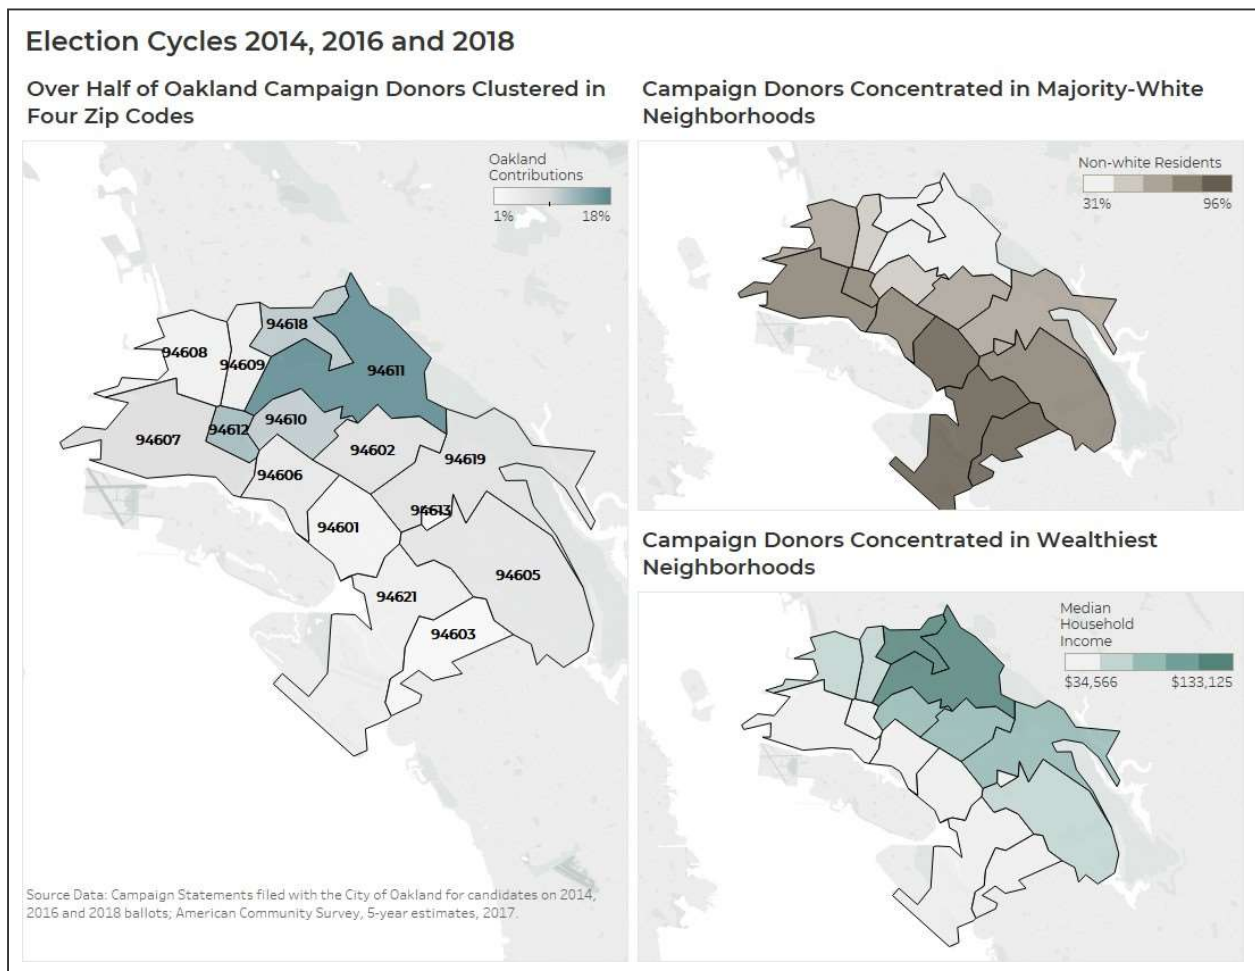 Election Cycles 2014, 2016 and 2018
Over Half of Oakland Campaign Donors Clustered in
Four Zip Codes
Oakland
Contributions
1%
18%
94618
94608
94609
94611
94612
94610
94607
94602
94619
94606
94613
94601
94605
94621
94603
Source Data: Campaign Statements filed with the City of Oakland for candidates on 2014,
2016 and 2018 ballots; American Community Survey, 5-year estimates, 2017.
Campaign Donors Concentrated in Majority-White
Neighborhoods
Non-white Residents
31%
96%
Campaign Donors Concentrated in Wealthiest
Neighborhoods
Median
Household
Income
$34,566
$133,125